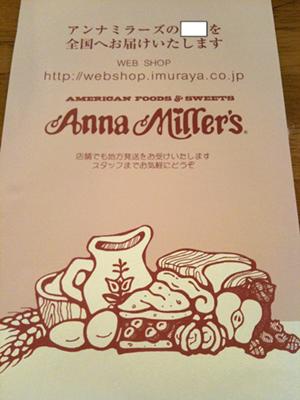 アンナミラーズの を
全国へお届けいたします
WEB SHOP
http://webshop.imuraya.co.jp
AMERICAN FOODS & SWEETS
Anna Miller's®
店舗でも地方発送をお受けいたします
スタッフまでお気軽にどうぞ